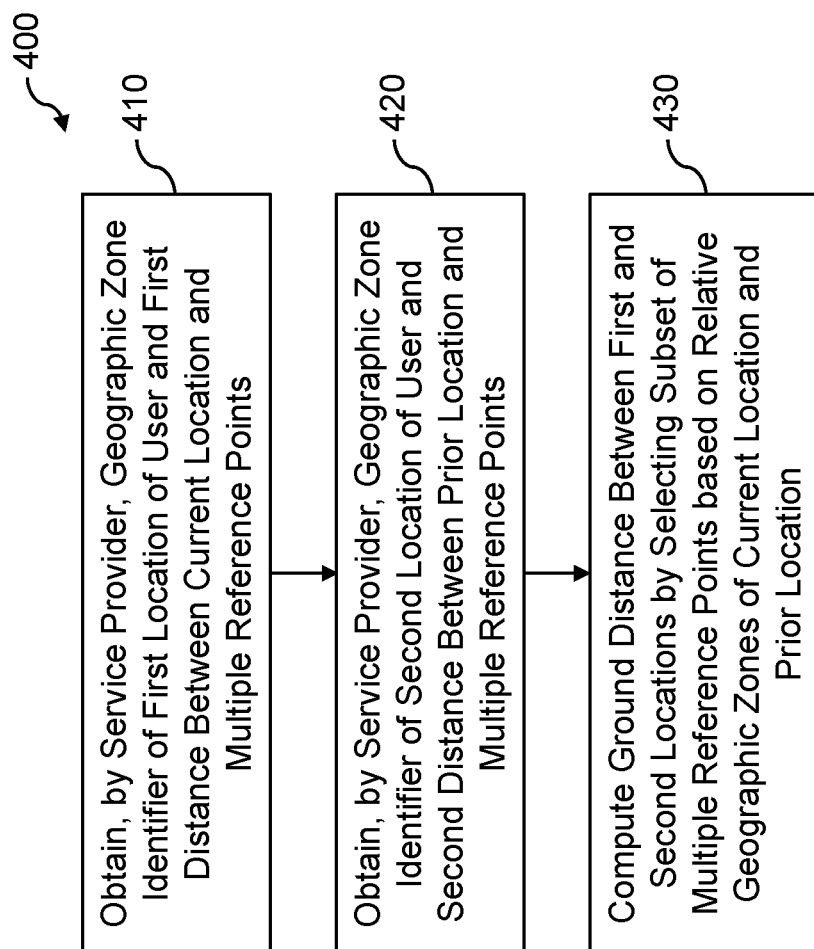 400
410
Obtain, by Service Provider, Geographic Zone
Identifier of First Location of User and First
Distance Between Current Location and
Multiple Reference Points
420
Obtain, by Service Provider, Geographic Zone
Identifier of Second Location of User and
Second Distance Between Prior Location and
Multiple Reference Points
430
Compute Ground Distance Between First and
Second Locations by Selecting Subset of
Multiple Reference Points based on Relative
Geographic Zones of Current Location and
Prior Location